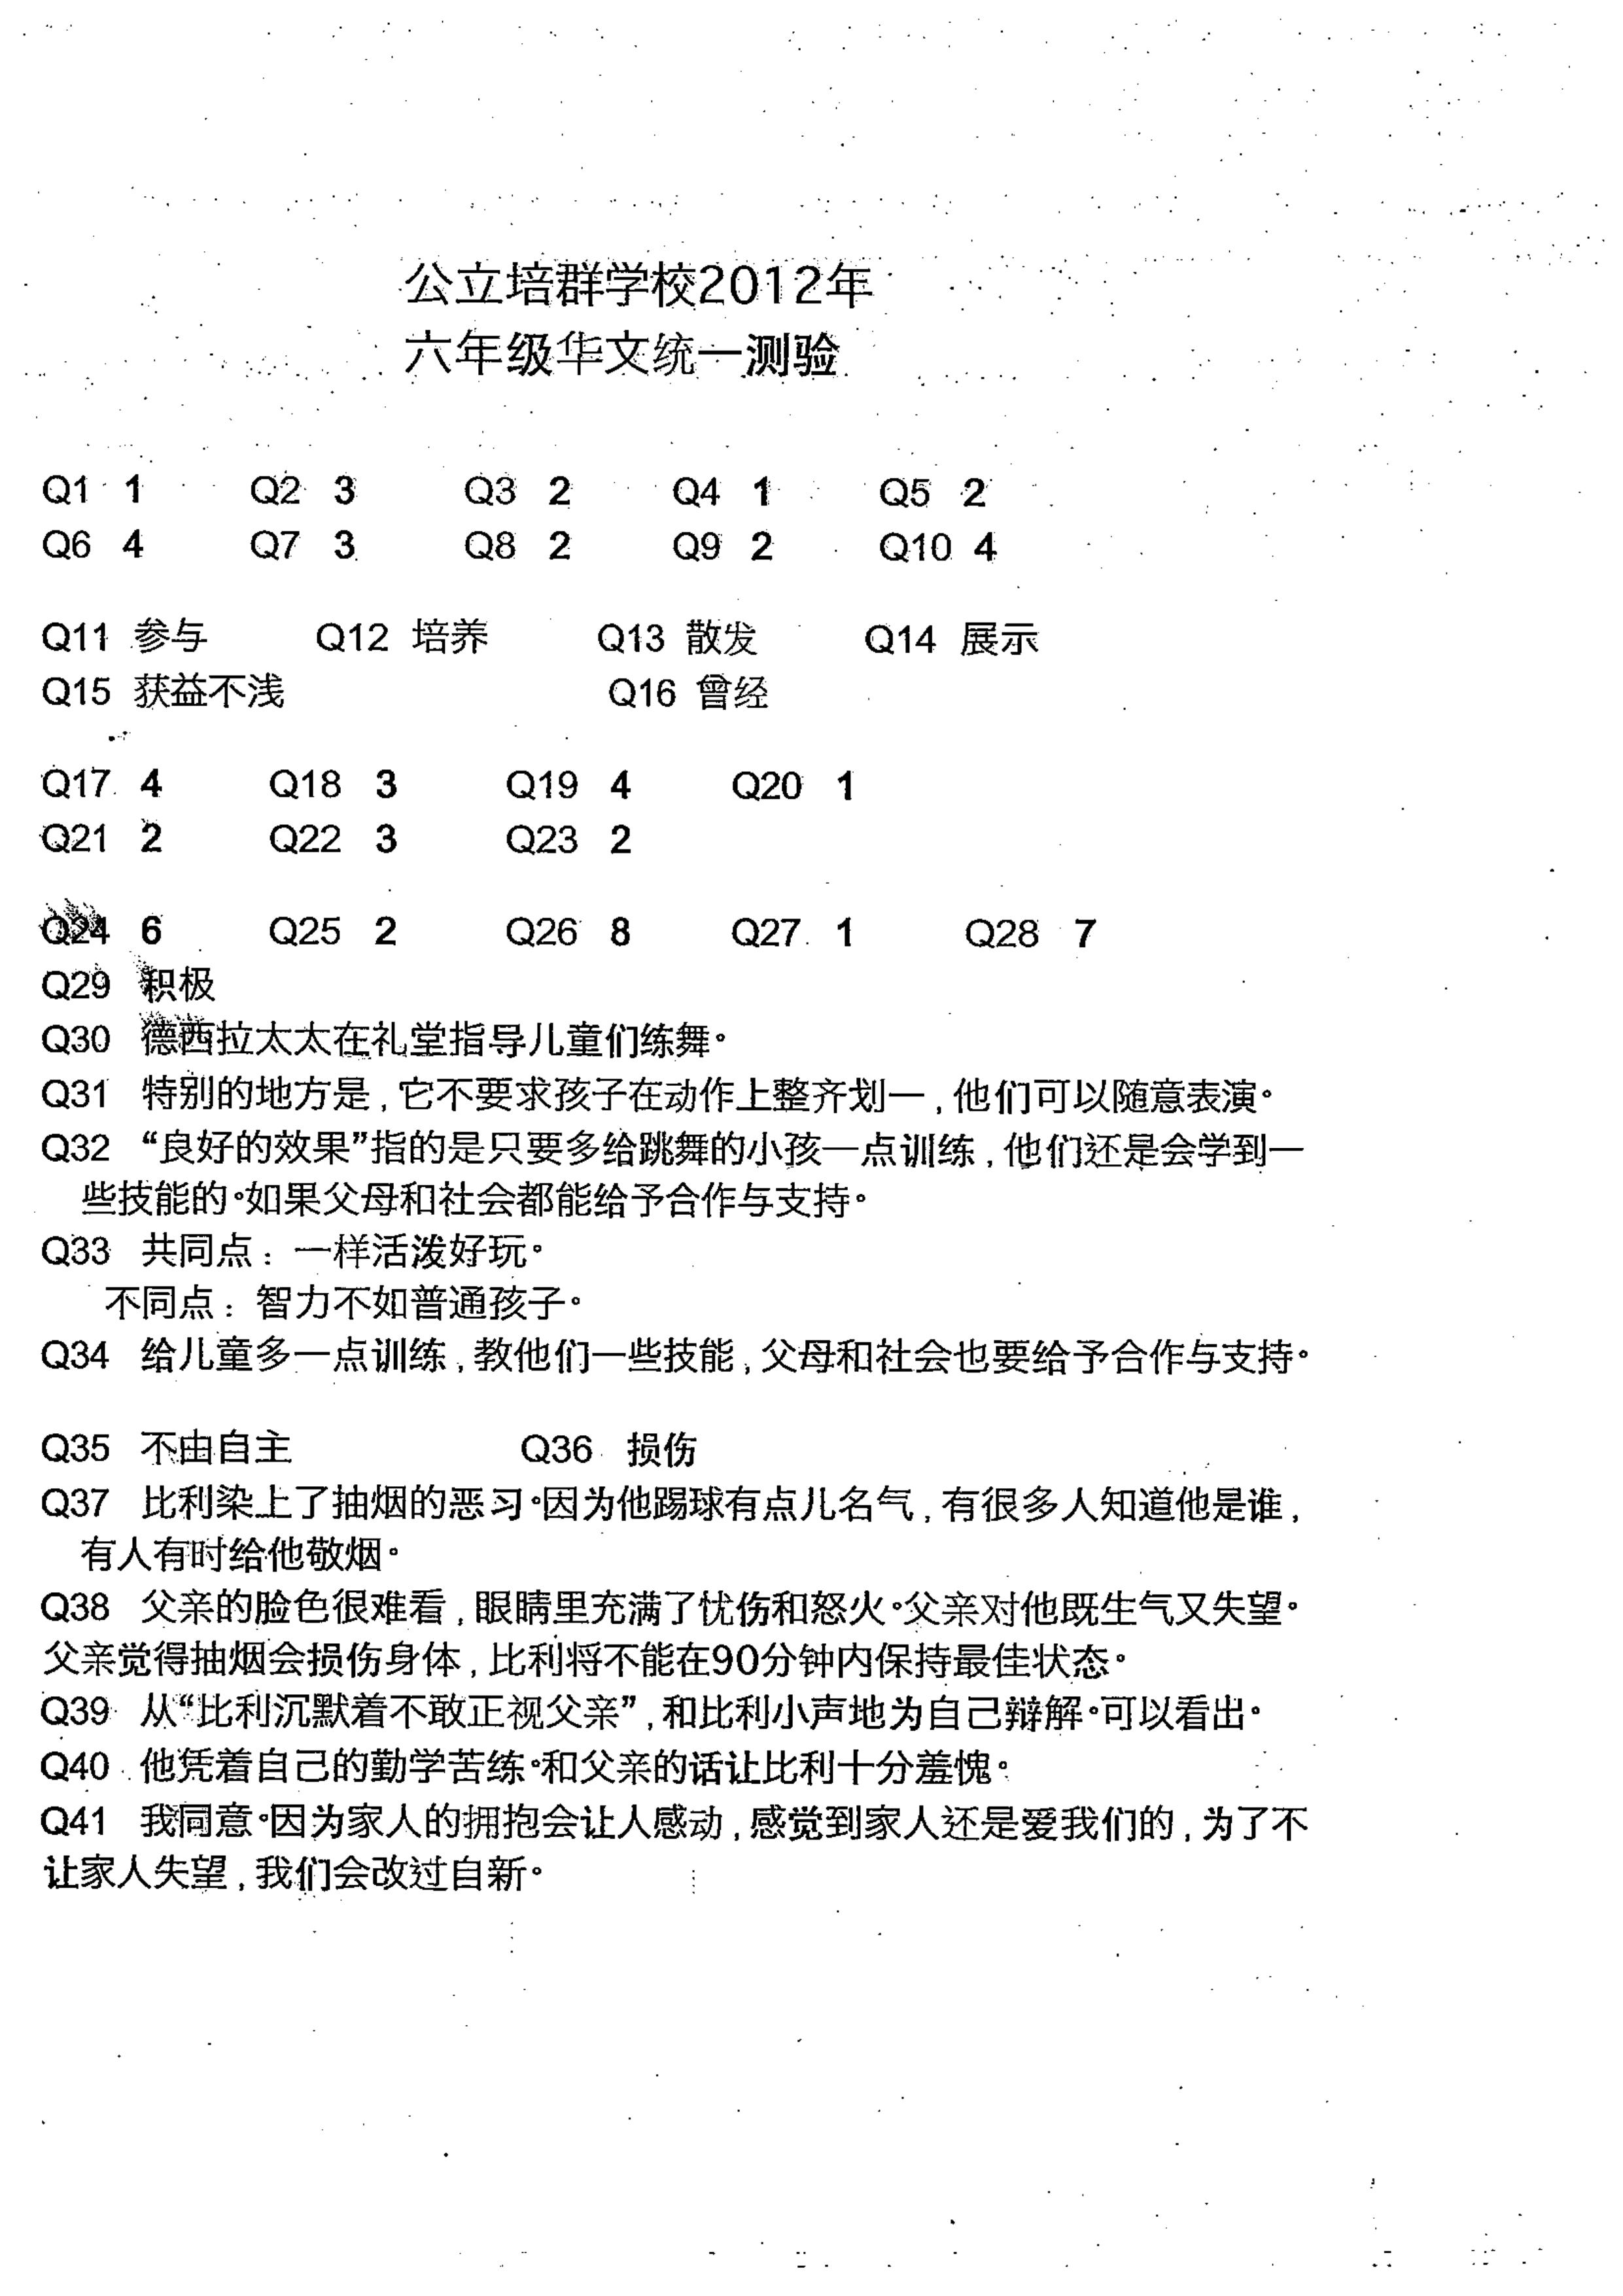 公立培群学校2012年
六年级华文统一测验
Q1 1 Q2 3 Q3 2 Q4 1 Q5 2
Q6 4 Q7 3 Q8 2 Q9 2 Q10 4
Q11 参与 Q12 培养 Q13 散发 Q14 展示
Q15 获益不浅 Q16 曾经
Q17 4 Q18 3 Q19 4 Q20 1
Q21 2 Q22 3 Q23 2
Q24 6 Q25 2 Q26 8 Q27 1 Q28 7
Q29 积极
Q30 德西拉太太在礼堂指导儿童们练舞。
Q31 特别的地方是，它不要求孩子在动作上整齐划一，他们可以随意表演。
Q32 “良好的效果”指的是只要多给跳舞的小孩一点训练，他们还是会学到一
些技能的。如果父母和社会都能给予合作与支持。
Q33 共同点：一样活泼好玩。
不同点：智力不如普通孩子。
Q34 给儿童多一点训练，教他们一些技能，父母和社会也要给予合作与支持。
Q35 不由自主 Q36 损伤
Q37 比利染上了抽烟的恶习。因为他踢球有点儿名气，有很多人知道他是谁，
有人有时给他敬烟。
Q38 父亲的脸色很难看，眼睛里充满了忧伤和怒火。父亲对他既生气又失望。
父亲觉得抽烟会损伤身体，比利将不能在90分钟内保持最佳状态。
Q39 从“比利沉默着不敢正视父亲”，和比利小声地为自己辩解。可以看出。
Q40 他凭着自己的勤学苦练。和父亲的话让比利十分羞愧。
Q41 我同意。因为家人的拥抱会让人感动，感觉到家人还是爱我们的，为了不
让家人失望，我们会改过自新。